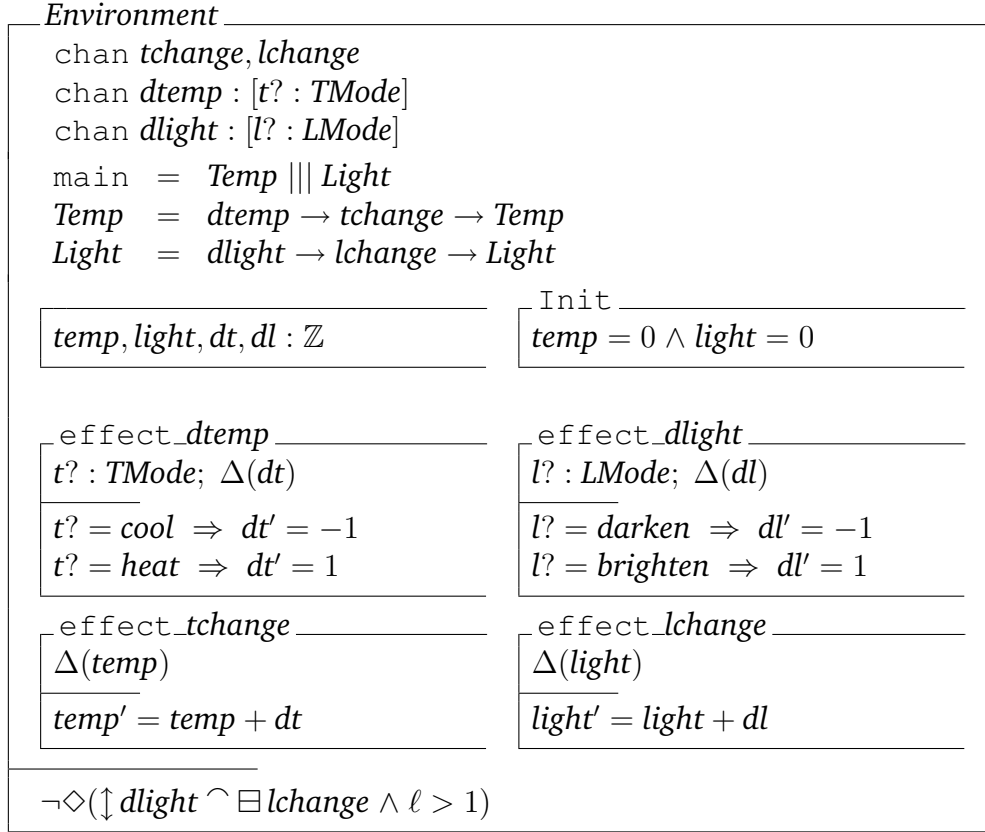 Environment
chan tchange, lchange
chan dtemp : [t? : TMode]
chan dlight : [l? : LMode]
main = Temp ||| Light
Temp = dtemp → tchange → Temp
Light = dlight → lchange → Light
temp, light, dt, dl : ℤ
Init
temp = 0 ∧ light = 0
effect_dtemp
t? : TMode; Δ(dt)
t? = cool ⇒ dt′ = −1
t? = heat ⇒ dt′ = 1
effect_dlight
l? : LMode; Δ(dl)
l? = darken ⇒ dl′ = −1
l? = brighten ⇒ dl′ = 1
effect_tchange
Δ(temp)
temp′ = temp + dt
effect_lchange
Δ(light)
light′ = light + dl
¬◇(↕ dlight ⌢ ⊟ lchange ∧ ℓ > 1)